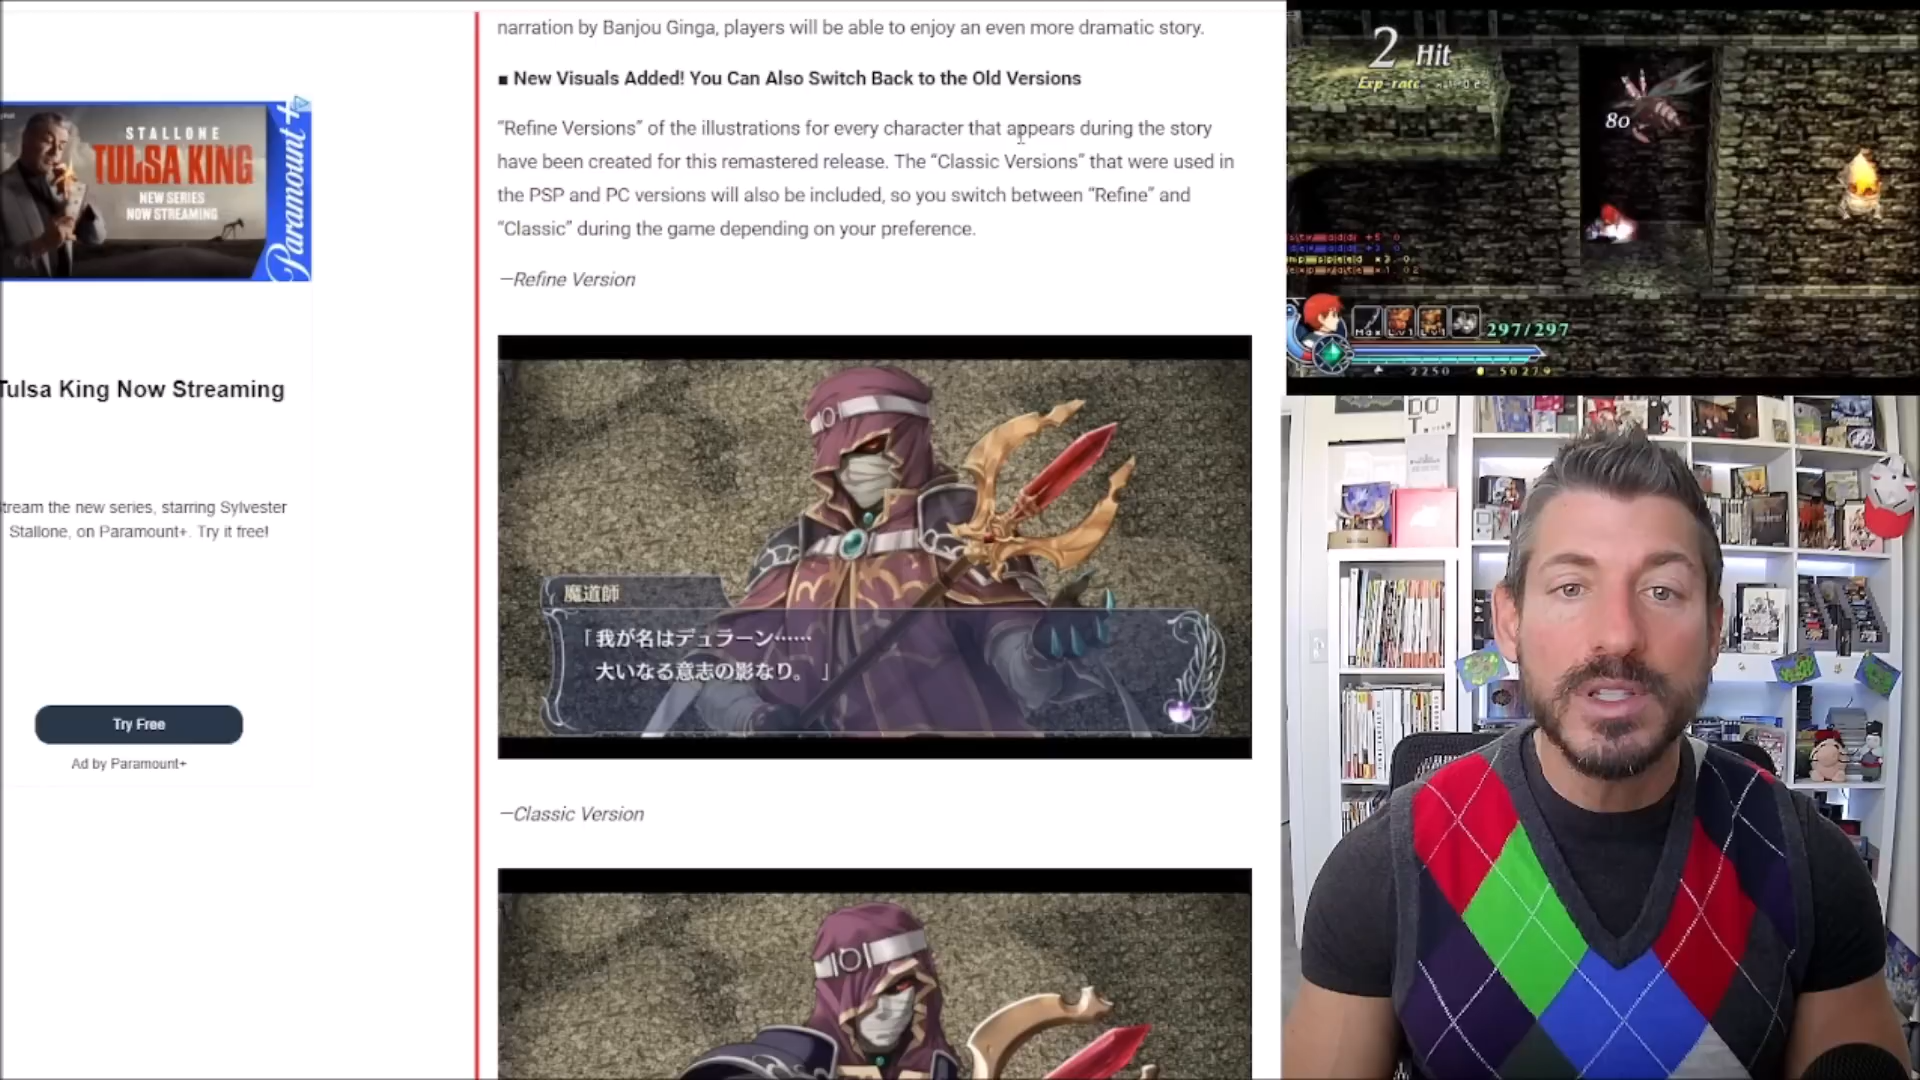 narration by Banjou Ginga, players will be able to enjoy an even more dramatic story.
■ New Visuals Added! You Can Also Switch Back to the Old Versions
“Refine Versions” of the illustrations for every character that appears during the story
have been created for this remastered release. The “Classic Versions” that were used in
the PSP and PC versions will also be included, so you switch between “Refine” and
“Classic” during the game depending on your preference.
—Refine Version
魔道師
「我が名はデュラーン……
大いなる意志の影なり。」
—Classic Version
STALLONE
TULSA KING
NEW SERIES
NOW STREAMING
Paramount+
Tulsa King Now Streaming
tream the new series, starring Sylvester
Stallone, on Paramount+. Try it free!
Try Free
Ad by Paramount+
2 Hit
Exp-rate
80
297/297
2250
50279
DO
T.